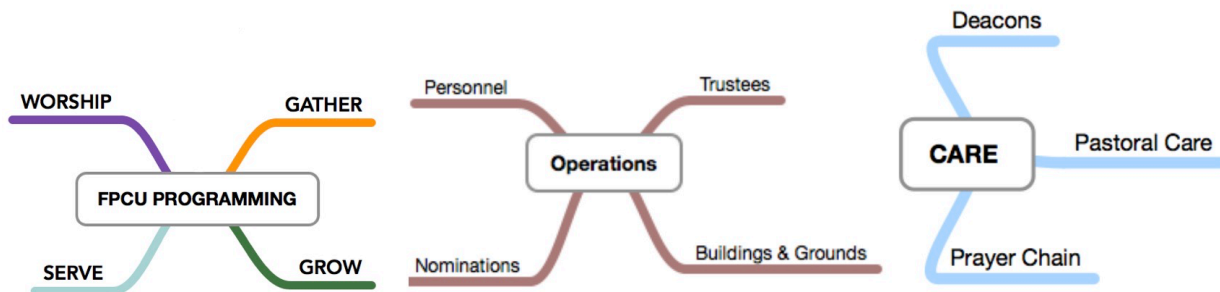 WORSHIP
GATHER
FPCU PROGRAMMING
SERVE
GROW
Personnel
Trustees
Operations
Nominations
Buildings & Grounds
Deacons
CARE
Pastoral Care
Prayer Chain